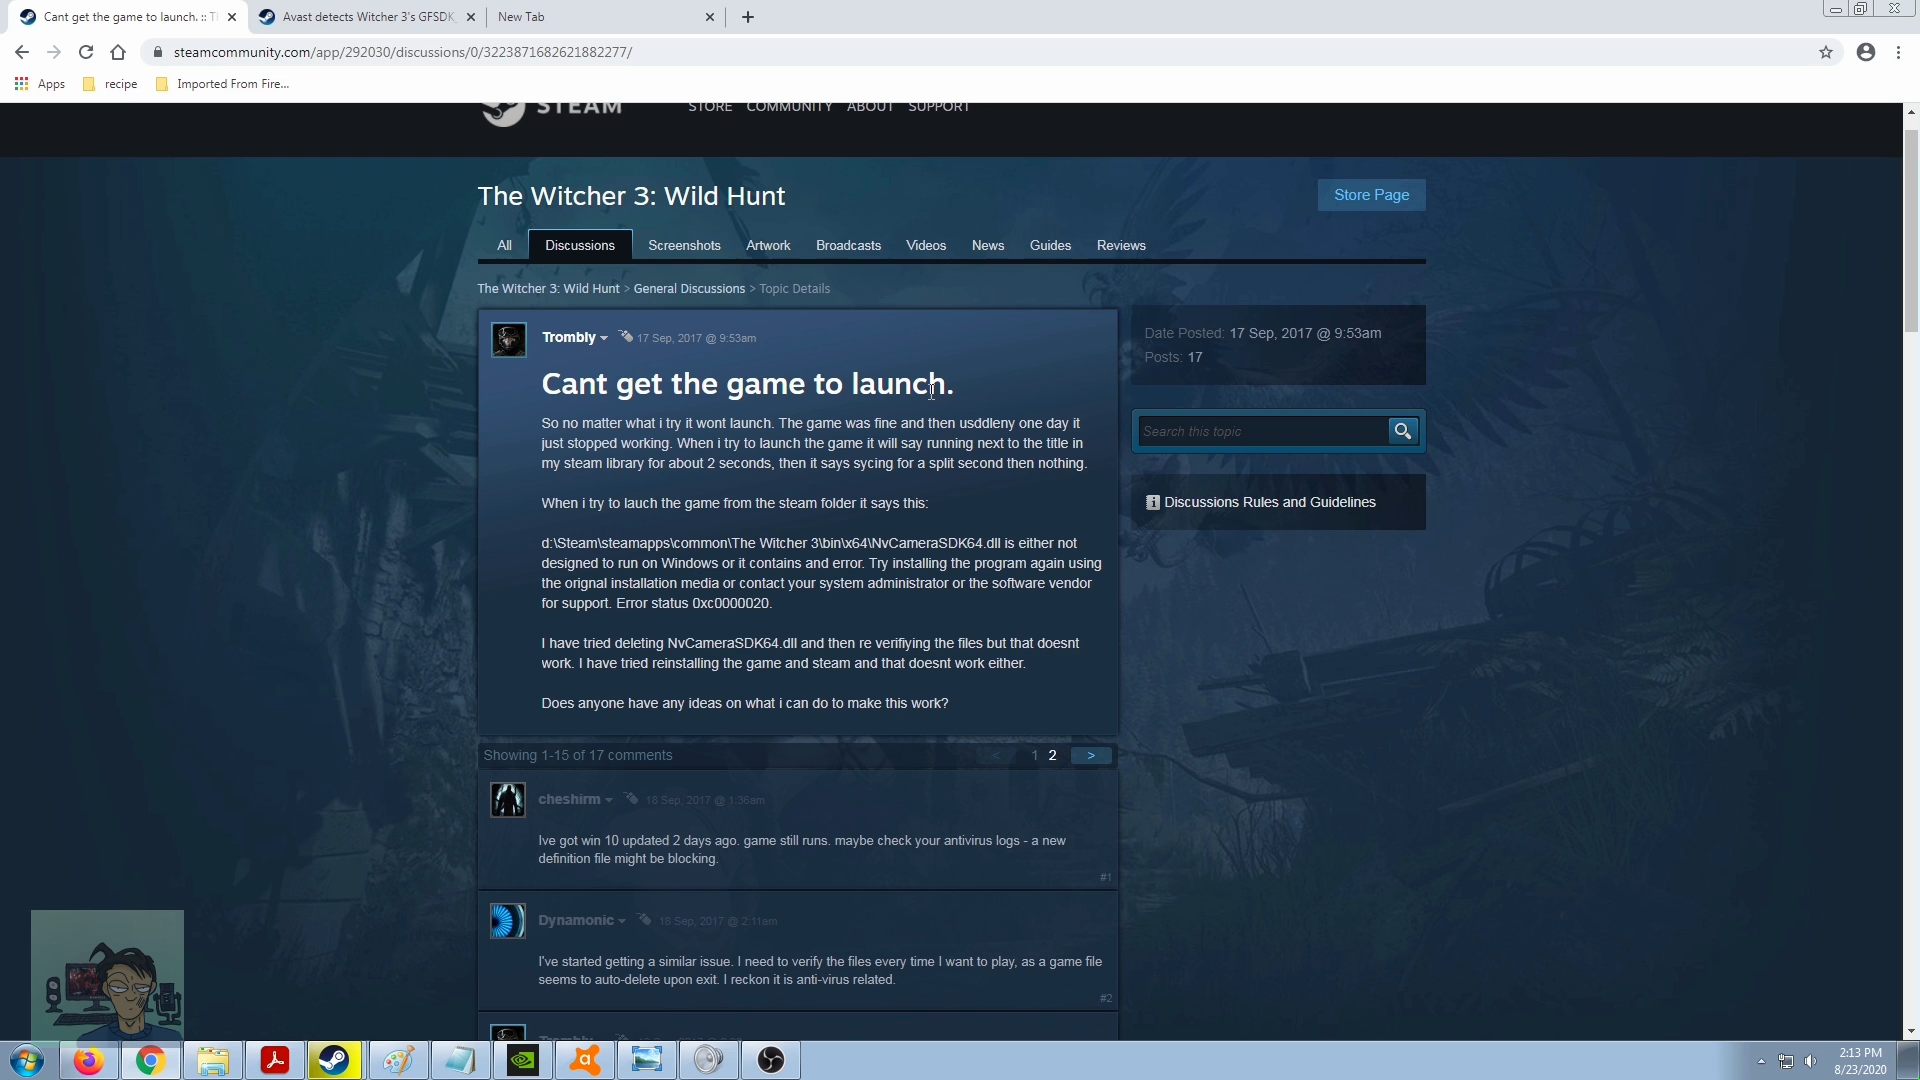 Cant get the game to launch. :: T
Avast detects Witcher 3's GFSDK
New Tab
steamcommunity.com/app/292030/discussions/0/3223871682621882277/
Apps
recipe
Imported From Fire...
STEAM
STORE COMMUNITY ABOUT SUPPORT
The Witcher 3: Wild Hunt
Store Page
All Discussions Screenshots Artwork Broadcasts Videos News Guides Reviews
The Witcher 3: Wild Hunt > General Discussions > Topic Details
Trombly 17 Sep, 2017 @ 9:53am
Cant get the game to launch.
So no matter what i try it wont launch. The game was fine and then usddleny one day it
just stopped working. When i try to launch the game it will say running next to the title in
my steam library for about 2 seconds, then it says sycing for a split second then nothing.
When i try to lauch the game from the steam folder it says this:
d:\Steam\steamapps\common\The Witcher 3\bin\x64\NvCameraSDK64.dll is either not
designed to run on Windows or it contains and error. Try installing the program again using
the orignal installation media or contact your system administrator or the software vendor
for support. Error status 0xc0000020.
I have tried deleting NvCameraSDK64.dll and then re verifiying the files but that doesnt
work. I have tried reinstalling the game and steam and that doesnt work either.
Does anyone have any ideas on what i can do to make this work?
Date Posted: 17 Sep, 2017 @ 9:53am
Posts: 17
Search this topic
Discussions Rules and Guidelines
Showing 1-15 of 17 comments
< 1 2 >
cheshirm 18 Sep, 2017 @ 1:36am
Ive got win 10 updated 2 days ago. game still runs. maybe check your antivirus logs - a new
definition file might be blocking.
#1
Dynamonic 18 Sep, 2017 @ 2:11am
I've started getting a similar issue. I need to verify the files every time I want to play, as a game file
seems to auto-delete upon exit. I reckon it is anti-virus related.
#2
Trombly
2:13 PM
8/23/2020